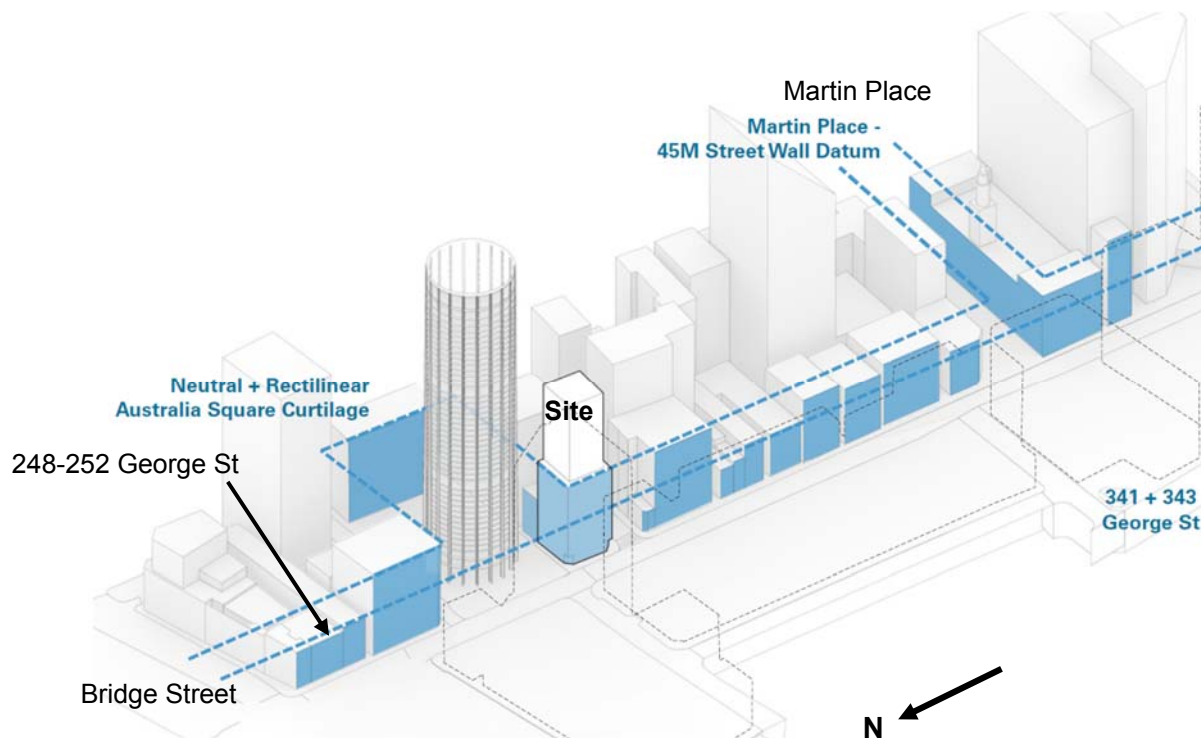 Martin Place
Martin Place -
45M Street Wall Datum
Neutral + Rectilinear
Australia Square Curtilage
Site
248-252 George St
341 + 343
George St
Bridge Street
N